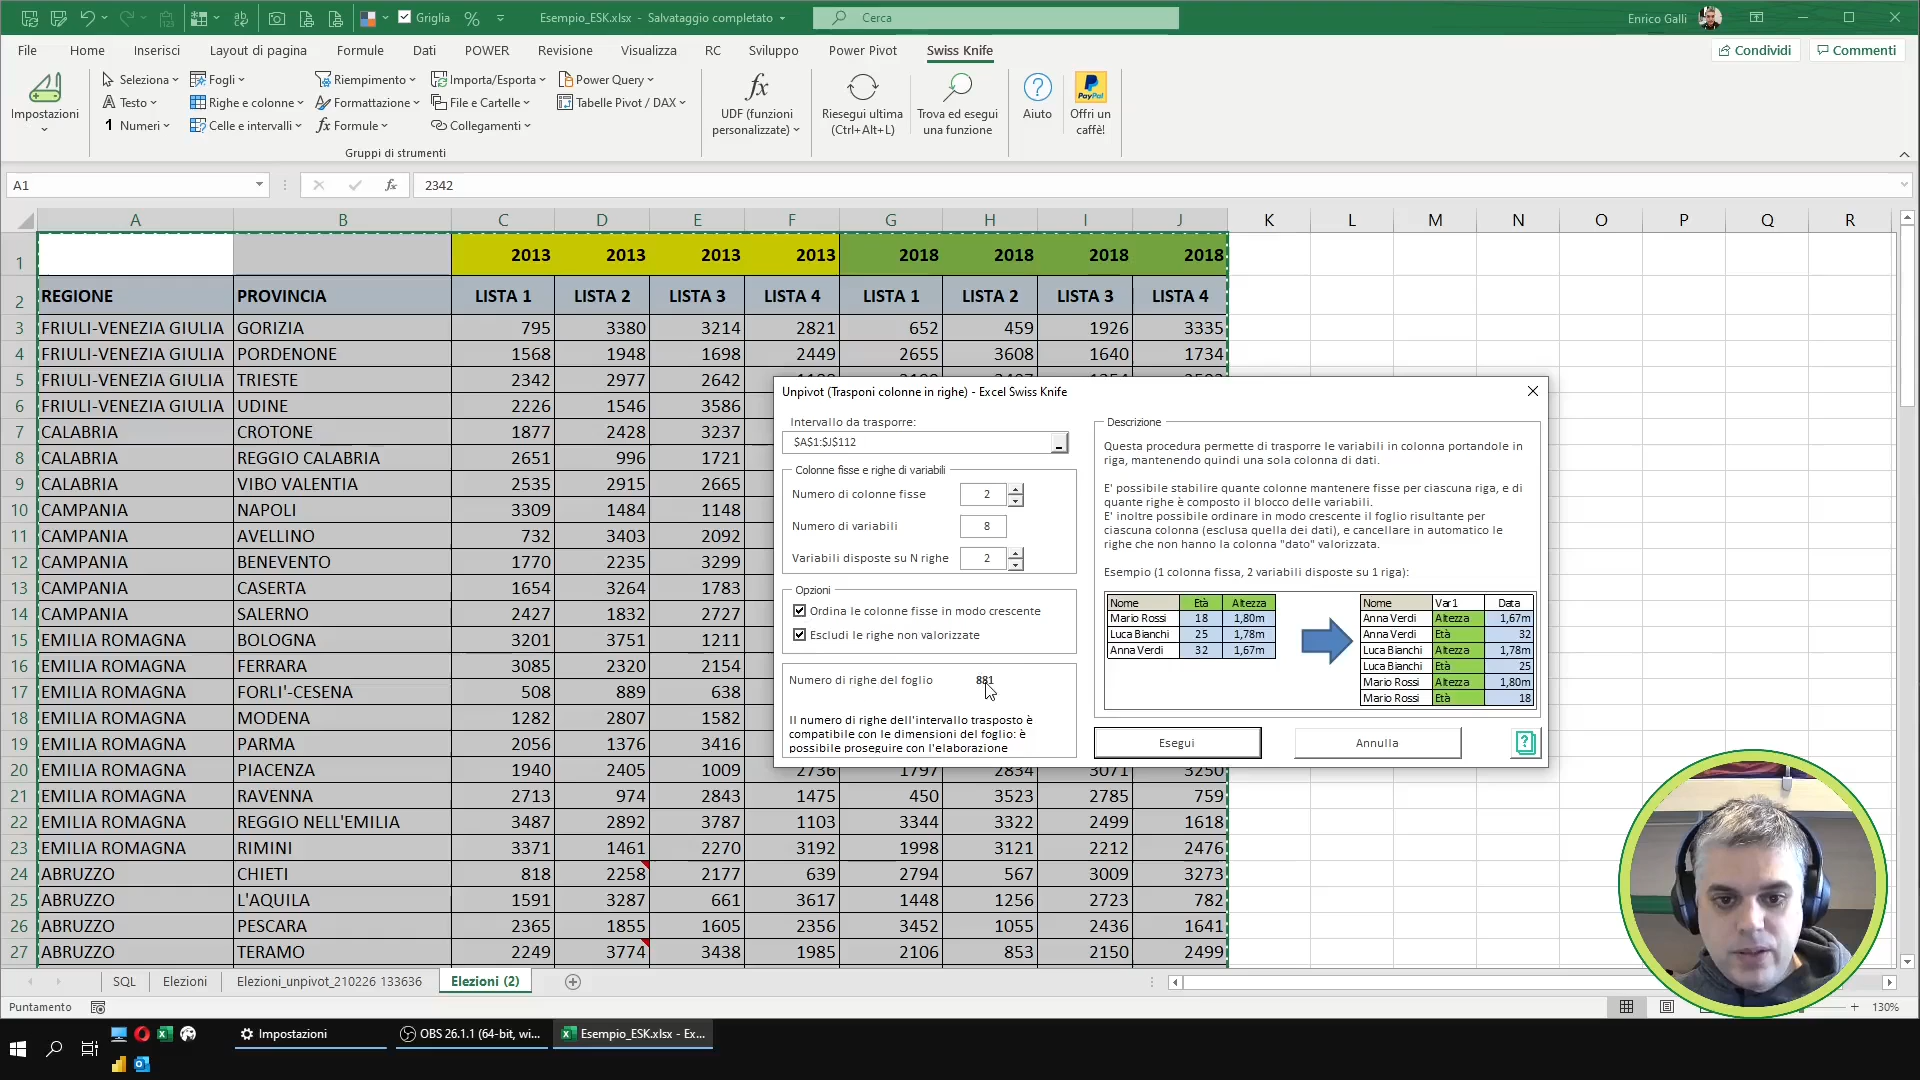 Griglia
Esempio_ESK.xlsx - Salvataggio completato
Cerca
Enrico Galli
File Home Inserisci Layout di pagina Formule Dati POWER Revisione Visualizza RC Sviluppo Power Pivot Swiss Knife
Condividi Commenti
Impostazioni
Seleziona Fogli Riempimento Importa/Esporta Power Query
Testo Righe e colonne Formattazione File e Cartelle Tabelle Pivot / DAX
1 Numeri Celle e intervalli Formule Collegamenti
Gruppi di strumenti
UDF (funzioni personalizzate)
Riesegui ultima (Ctrl+Alt+L)
Trova ed esegui una funzione
Aiuto
PayPal
Offri un caffè!
A1 fx 2342
A B C D E F G H I J K L M N O P Q R
1 2013 2013 2013 2013 2018 2018 2018 2018
2 REGIONE PROVINCIA LISTA 1 LISTA 2 LISTA 3 LISTA 4 LISTA 1 LISTA 2 LISTA 3 LISTA 4
3 FRIULI-VENEZIA GIULIA GORIZIA 795 3380 3214 2821 652 459 1926 3335
4 FRIULI-VENEZIA GIULIA PORDENONE 1568 1948 1698 2449 2655 3608 1640 1734
5 FRIULI-VENEZIA GIULIA TRIESTE 2342 2977 2642
6 FRIULI-VENEZIA GIULIA UDINE 2226 1546 3586
7 CALABRIA CROTONE 1877 2428 3237
8 CALABRIA REGGIO CALABRIA 2651 996 1721
9 CALABRIA VIBO VALENTIA 2535 2915 2665
10 CAMPANIA NAPOLI 3309 1484 1148
11 CAMPANIA AVELLINO 732 3403 2092
12 CAMPANIA BENEVENTO 1770 2235 3299
13 CAMPANIA CASERTA 1654 3264 1783
14 CAMPANIA SALERNO 2427 1832 2727
15 EMILIA ROMAGNA BOLOGNA 3201 3751 1211
16 EMILIA ROMAGNA FERRARA 3085 2320 2154
17 EMILIA ROMAGNA FORLI'-CESENA 508 889 638
18 EMILIA ROMAGNA MODENA 1282 2807 1582
19 EMILIA ROMAGNA PARMA 2056 1376 3416
20 EMILIA ROMAGNA PIACENZA 1940 2405 1009 2736 1797 2834 3071 3250
21 EMILIA ROMAGNA RAVENNA 2713 974 2843 1475 450 3523 2785 759
22 EMILIA ROMAGNA REGGIO NELL'EMILIA 3487 2892 3787 1103 3344 3322 2499 1618
23 EMILIA ROMAGNA RIMINI 3371 1461 2270 3192 1998 3121 2212 2476
24 ABRUZZO CHIETI 818 2258 2177 639 2794 567 3009 3273
25 ABRUZZO L'AQUILA 1591 3287 661 3617 1448 1256 2723 782
26 ABRUZZO PESCARA 2365 1855 1605 2356 3452 1055 2436 1641
27 ABRUZZO TERAMO 2249 3774 3438 1985 2106 853 2150 2499
Unpivot (Trasponi colonne in righe) - Excel Swiss Knife
Intervallo da trasporre:
$A$1:$J$112
Colonne fisse e righe di variabili
Numero di colonne fisse 2
Numero di variabili 8
Variabili disposte su N righe 2
Opzioni
Ordina le colonne fisse in modo crescente
Escludi le righe non valorizzate
Numero di righe del foglio 881
Il numero di righe dell'intervallo trasposto è
compatibile con le dimensioni del foglio: è
possibile proseguire con l'elaborazione
Descrizione
Questa procedura permette di trasporre le variabili in colonna portandole in
riga, mantenendo quindi una sola colonna di dati.
E' possibile stabilire quante colonne mantenere fisse per ciascuna riga, e di
quante righe è composto il blocco delle variabili.
E' inoltre possibile ordinare in modo crescente il foglio risultante per
ciascuna colonna (esclusa quella dei dati), e cancellare in automatico le
righe che non hanno la colonna "dato" valorizzata.
Esempio (1 colonna fissa, 2 variabili disposte su 1 riga):
Nome Età Altezza
Mario Rossi 18 1,80m
Luca Bianchi 25 1,78m
Anna Verdi 32 1,67m
Nome Var1 Data
Anna Verdi Altezza 1,67m
Anna Verdi Età 32
Luca Bianchi Altezza 1,78m
Luca Bianchi Età 25
Mario Rossi Altezza 1,80m
Mario Rossi Età 18
Esegui Annulla
SQL Elezioni Elezioni_unpivot_210226 133636 Elezioni (2)
Puntamento 130%
Impostazioni OBS 26.1.1 (64-bit, wi... Esempio_ESK.xlsx - Ex...